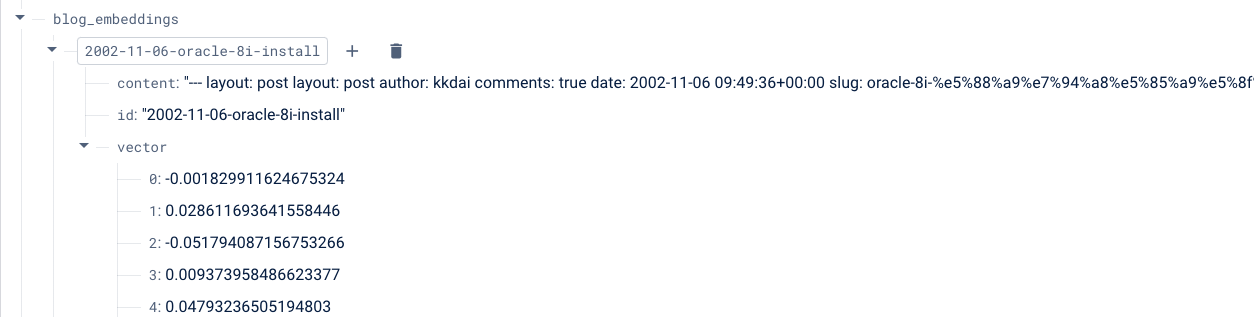 blog_embeddings
2002-11-06-oracle-8i-install
content: "--- layout: post layout: post author: kkdai comments: true date: 2002-11-06 09:49:36+00:00 slug: oracle-8i-%e5%88%a9%e7%94%a8%e5%85%a9%e5%8f
id: "2002-11-06-oracle-8i-install"
vector
0: -0.001829911624675324
1: 0.028611693641558446
2: -0.051794087156753266
3: 0.009373958486623377
4: 0.04793236505194803